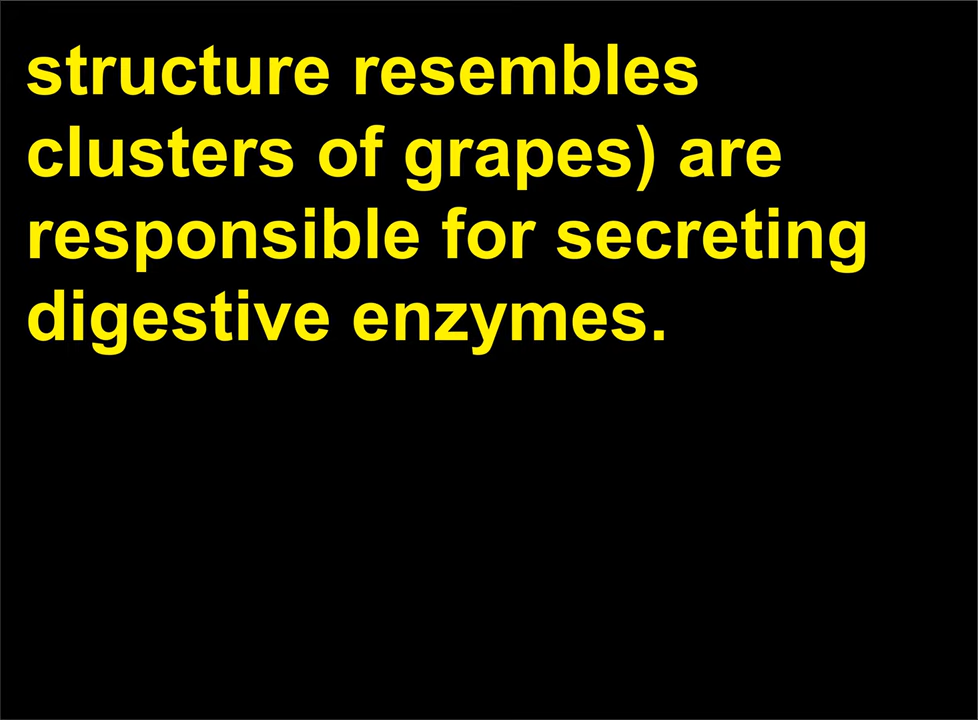 structure resembles
clusters of grapes) are
responsible for secreting
digestive enzymes.